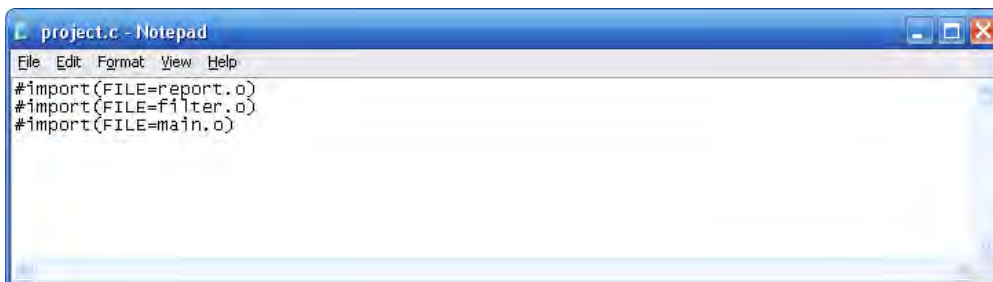 project.c - Notepad
File Edit Format View Help
#import(FILE=report.o)
#import(FILE=filter.o)
#import(FILE=main.o)